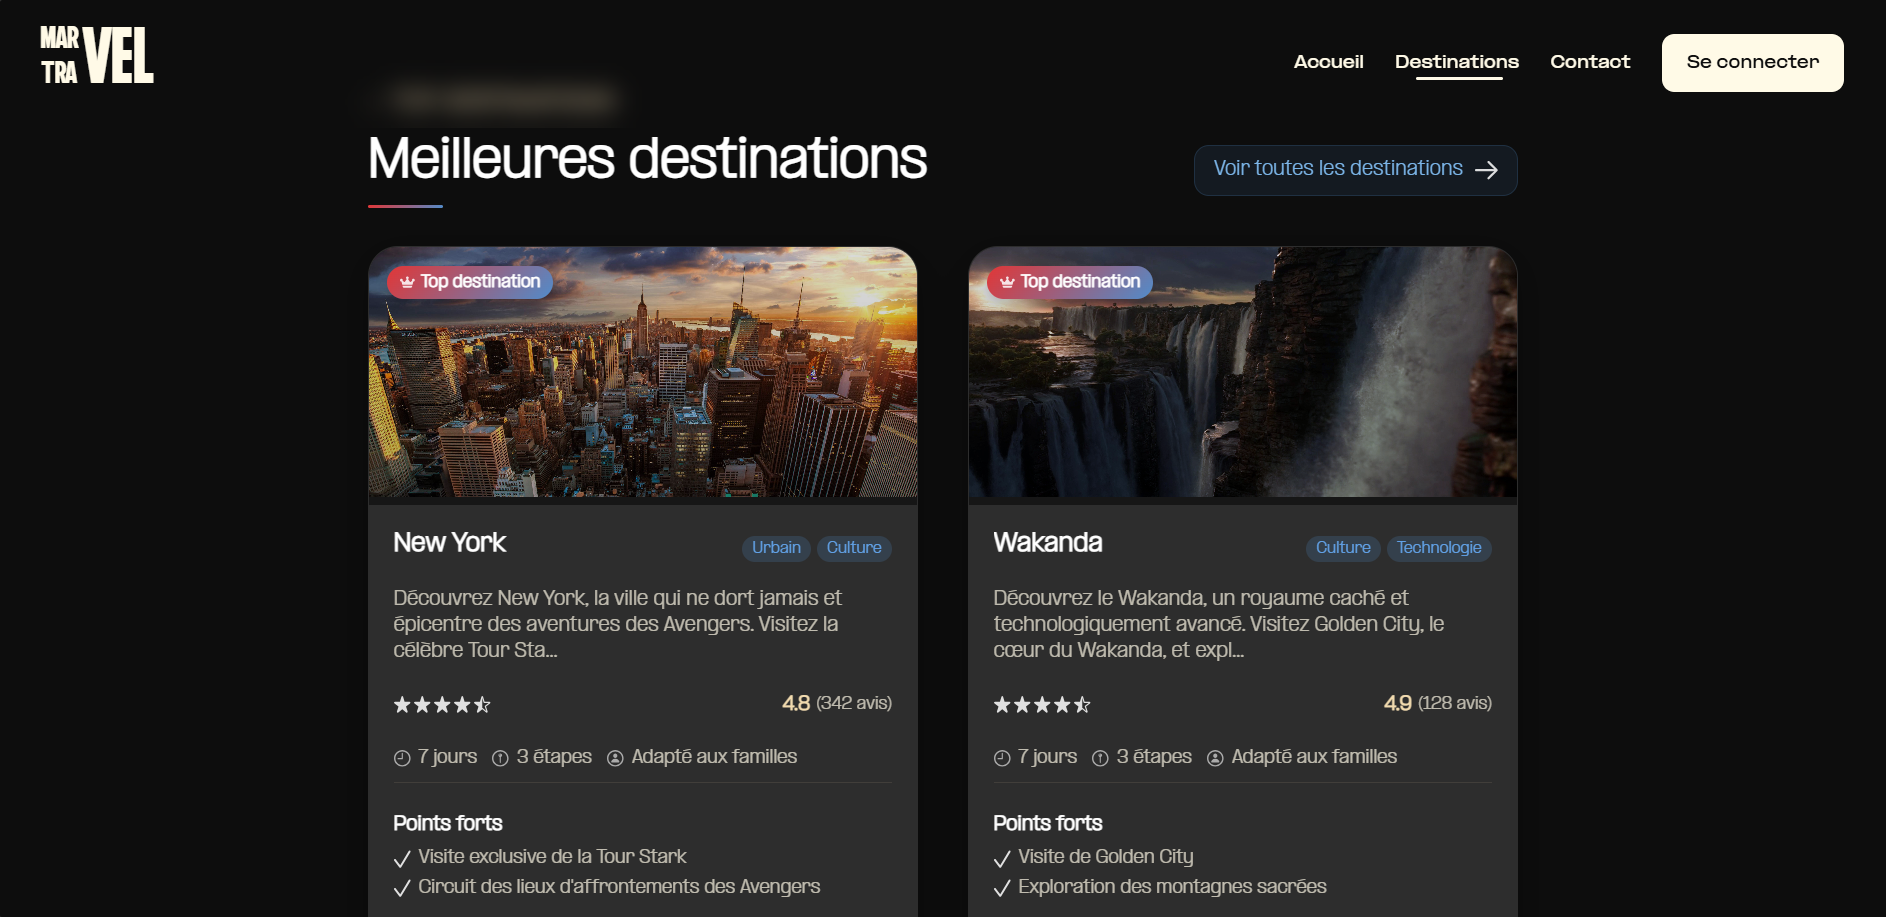 MAR VEL
TRA
Accueil
Destinations
Contact
Se connecter
Meilleures destinations
Voir toutes les destinations
Top destination
New York
Urbain
Culture
Découvrez New York, la ville qui ne dort jamais et
épicentre des aventures des Avengers. Visitez la
célèbre Tour Sta...
4.8 (342 avis)
7 jours
3 étapes
Adapté aux familles
Points forts
Visite exclusive de la Tour Stark
Circuit des lieux d'affrontements des Avengers
Top destination
Wakanda
Culture
Technologie
Découvrez le Wakanda, un royaume caché et
technologiquement avancé. Visitez Golden City, le
cœur du Wakanda, et expl...
4.9 (128 avis)
7 jours
3 étapes
Adapté aux familles
Points forts
Visite de Golden City
Exploration des montagnes sacrées